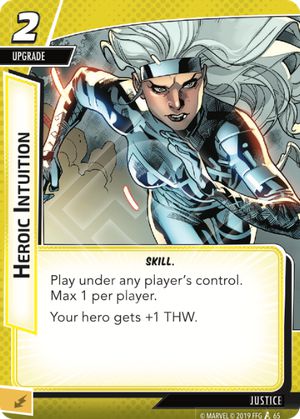 2
UPGRADE
HEROIC INTUITION
SKILL.
Play under any player's control.
Max 1 per player.
Your hero gets +1 THW.
JUSTICE
© MARVEL © 2019 FFG 65